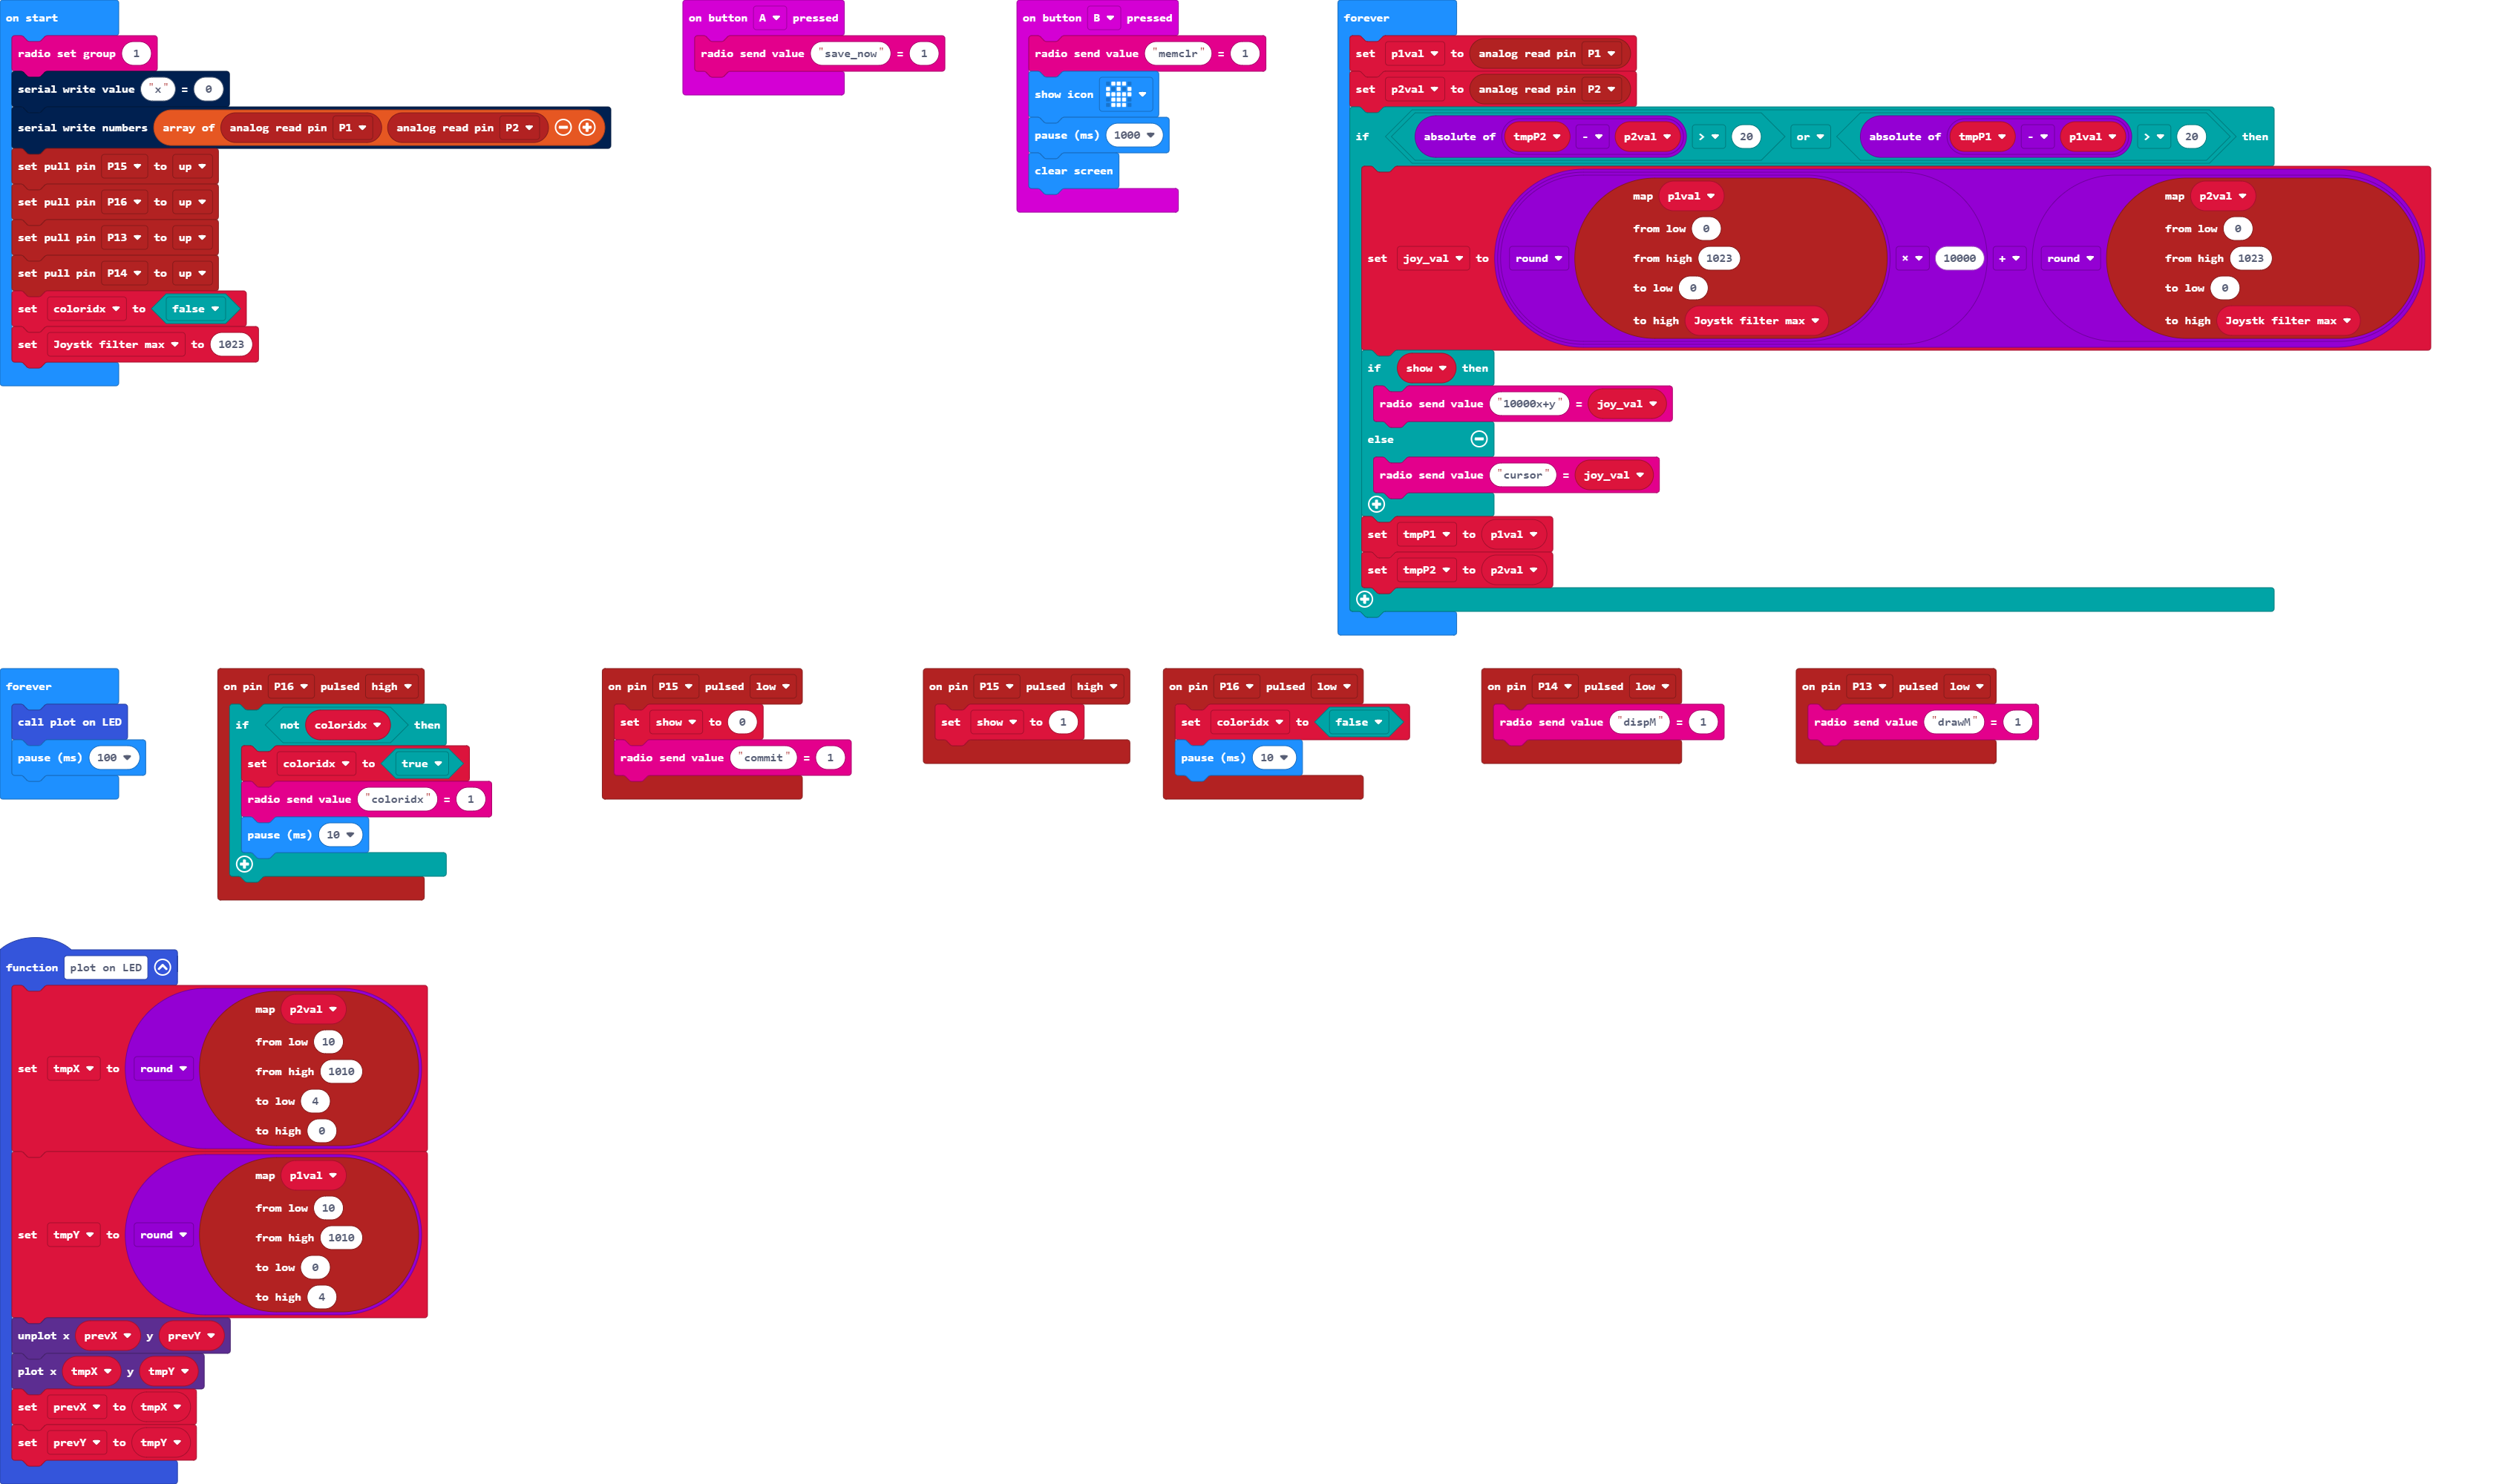 on start
radio set group 1
serial write value "x" = 0
serial write numbers array of analog read pin P1 analog read pin P2
set pull pin P15 to up
set pull pin P16 to up
set pull pin P13 to up
set pull pin P14 to up
set coloridx to false
set Joystk filter max to 1023
on button A pressed
radio send value "save_now" = 1
on button B pressed
radio send value "memclr" = 1
show icon
pause (ms) 1000
clear screen
forever
set p1val to analog read pin P1
set p2val to analog read pin P2
if absolute of tmpP2 - p2val > 20 or absolute of tmpP1 - p1val > 20 then
set joy_val to round map p1val from low 0 from high 1023 to low 0 to high Joystk filter max × 10000 + round map p2val from low 0 from high 1023 to low 0 to high Joystk filter max
if show then
radio send value "10000x+y" = joy_val
else
radio send value "cursor" = joy_val
set tmpP1 to p1val
set tmpP2 to p2val
forever
call plot on LED
pause (ms) 100
on pin P16 pulsed high
if not coloridx then
set coloridx to true
radio send value "coloridx" = 1
pause (ms) 10
on pin P15 pulsed low
set show to 0
radio send value "commit" = 1
on pin P15 pulsed high
set show to 1
on pin P16 pulsed low
set coloridx to false
pause (ms) 10
on pin P14 pulsed low
radio send value "dispM" = 1
on pin P13 pulsed low
radio send value "drawM" = 1
function plot on LED
set tmpX to round map p2val
from low 10
from high 1010
to low 4
to high 0
set tmpY to round map p1val
from low 10
from high 1010
to low 0
to high 4
unplot x prevX y prevY
plot x tmpX y tmpY
set prevX to tmpX
set prevY to tmpY